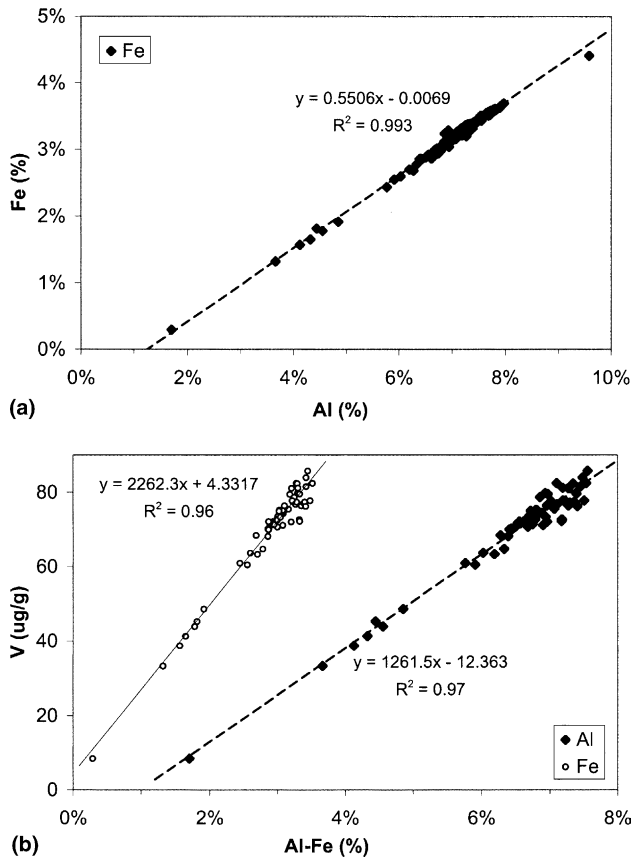 5%
4%
3%
2%
1%
0%
Fe (%)
Fe
y = 0.5506x - 0.0069
R² = 0.993
0% 2% 4% 6% 8% 10%
Al (%)
(a)
80
60
40
20
0
V (ug/g)
y = 2262.3x + 4.3317
R² = 0.96
y = 1261.5x - 12.363
R² = 0.97
Al
Fe
0% 2% 4% 6% 8%
Al-Fe (%)
(b)